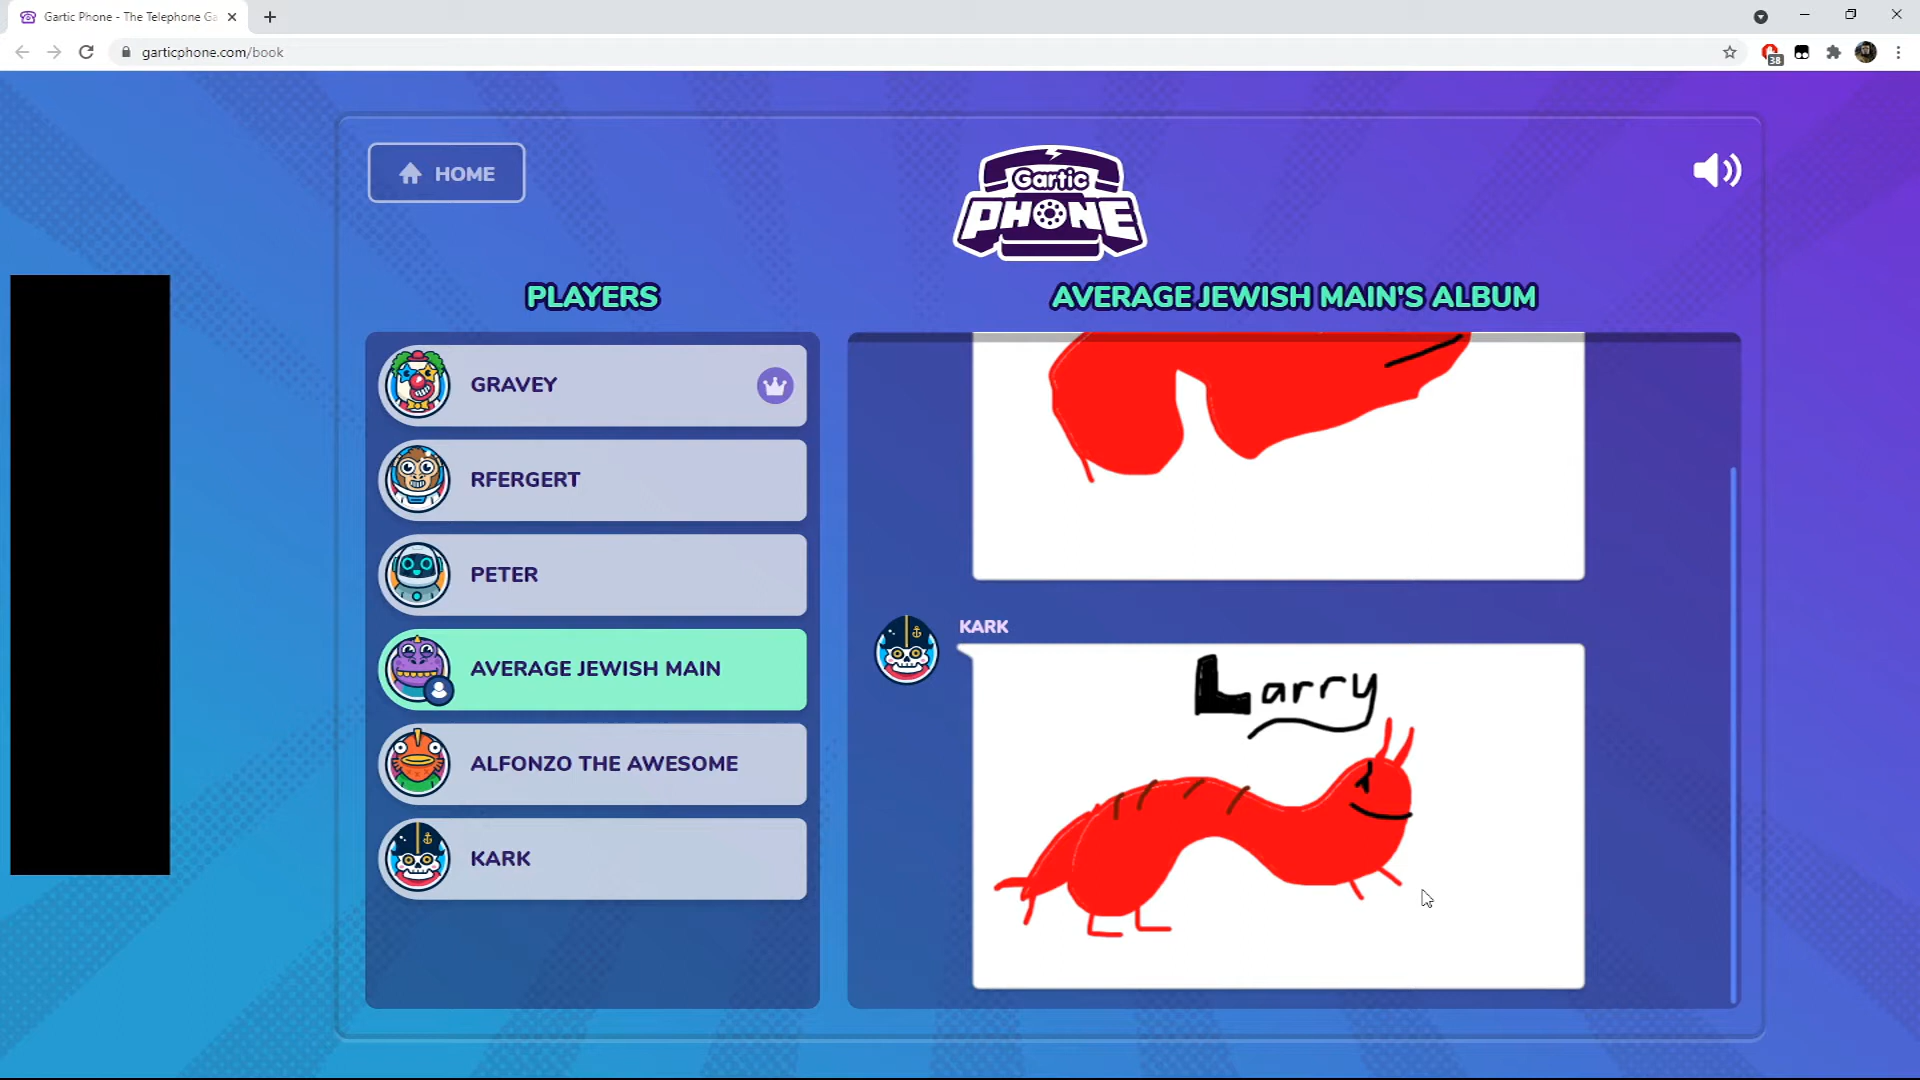 Gartic Phone - The Telephone Ga
garticphone.com/book
38
HOME
Gartic
PHONE
PLAYERS
AVERAGE JEWISH MAIN'S ALBUM
GRAVEY
RFERGERT
PETER
AVERAGE JEWISH MAIN
ALFONZO THE AWESOME
KARK
KARK
Larry